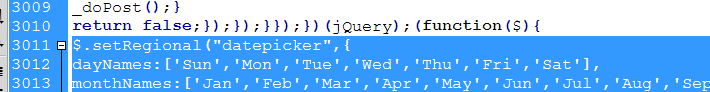 3009 _doPost();}
3010 return false;});});}});})(jQuery);(function($){
3011 $.setRegional("datepicker",{
3012 dayNames:['Sun','Mon','Tue','Wed','Thu','Fri','Sat'],
3013 monthNames:['Jan','Feb','Mar','Apr','May','Jun','Jul','Aug','Sep